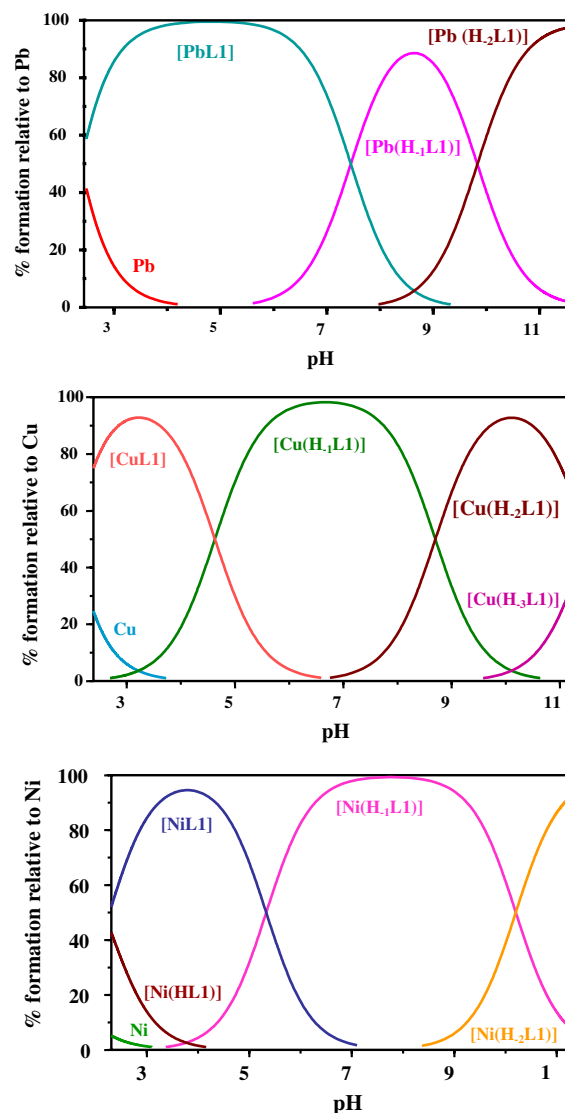 100
[Pb (H-2L1)]
[PbL1]
80
60
[Pb(H-1L1)]
40
20
Pb
0
3 5 7 9 11
pH
% formation relative to Pb
100
[CuL1]
[Cu(H-1L1)]
80
[Cu(H-2L1)]
60
40
[Cu(H-3L1)]
20
Cu
0
3 5 7 9 11
pH
% formation relative to Cu
100
[NiL1]
[Ni(H-1L1)]
80
60
40
[Ni(HL1)]
20
Ni
[Ni(H-2L1)]
0
3 5 7 9 1
pH
% formation relative to Ni